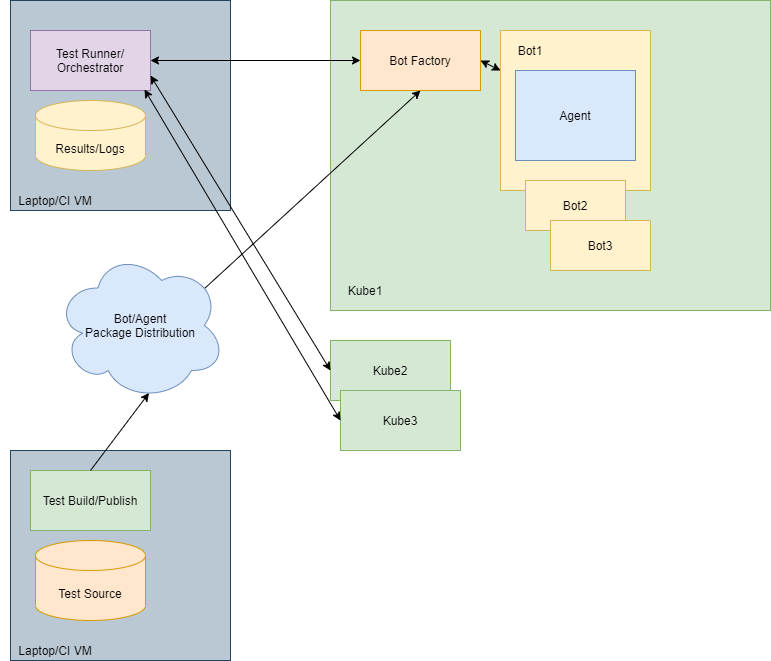 Test Runner/
Orchestrator
Results/Logs
Laptop/CI VM
Bot Factory
Bot1
Agent
Bot2
Bot3
Kube1
Bot/Agent
Package Distribution
Kube2
Kube3
Test Build/Publish
Test Source
Laptop/CI VM